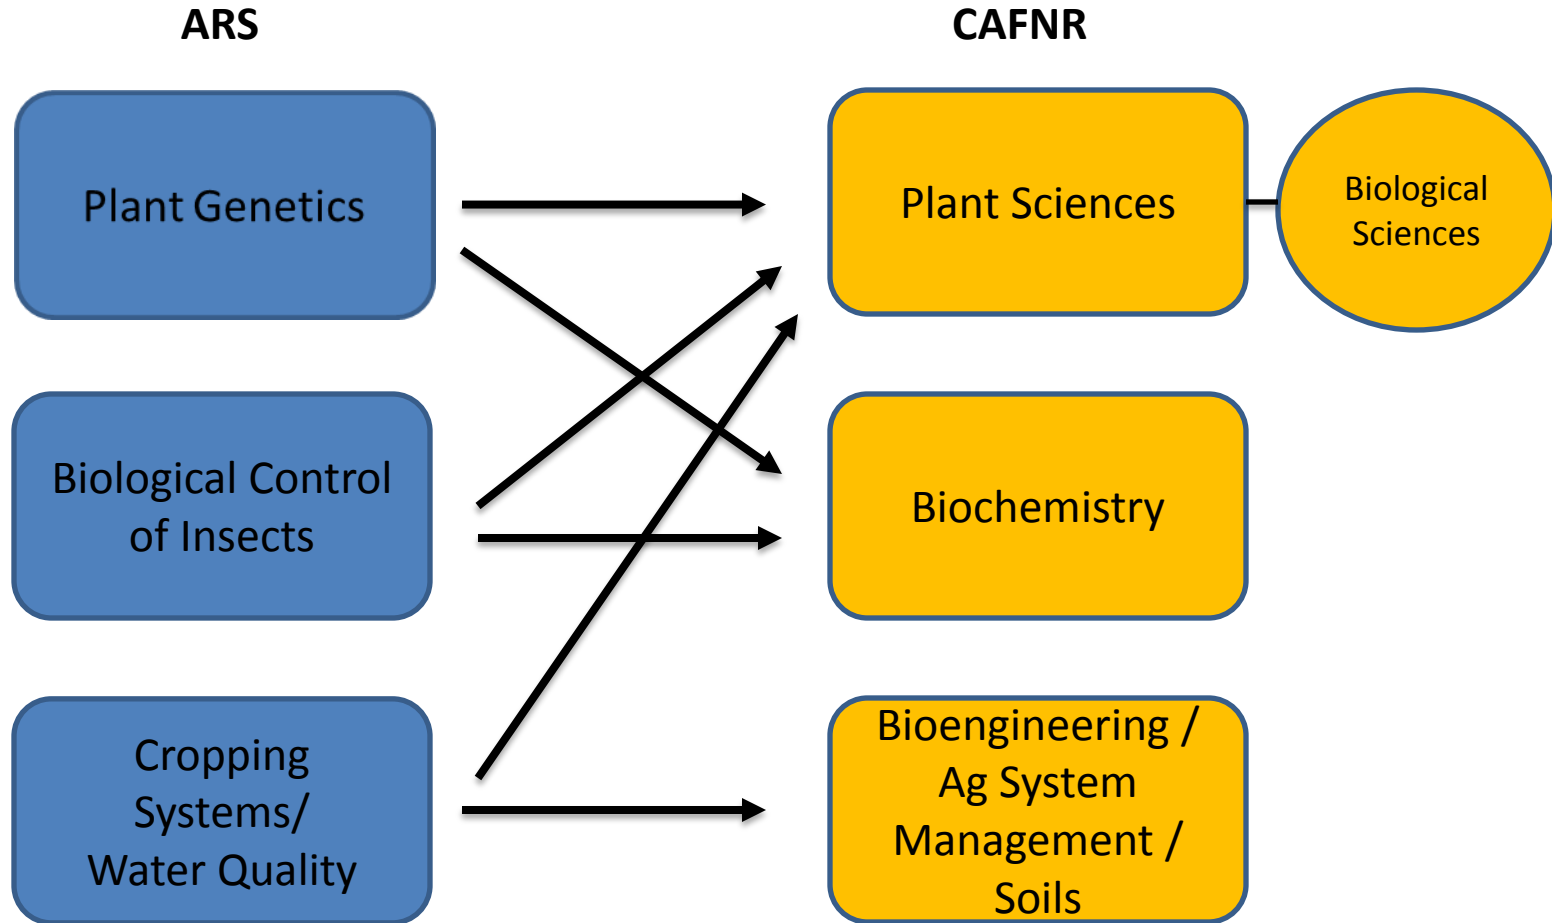 ARS
CAFNR
Plant Genetics
Plant Sciences
Biological
Sciences
Biological Control
of Insects
Biochemistry
Cropping
Systems/
Water Quality
Bioengineering /
Ag System
Management /
Soils